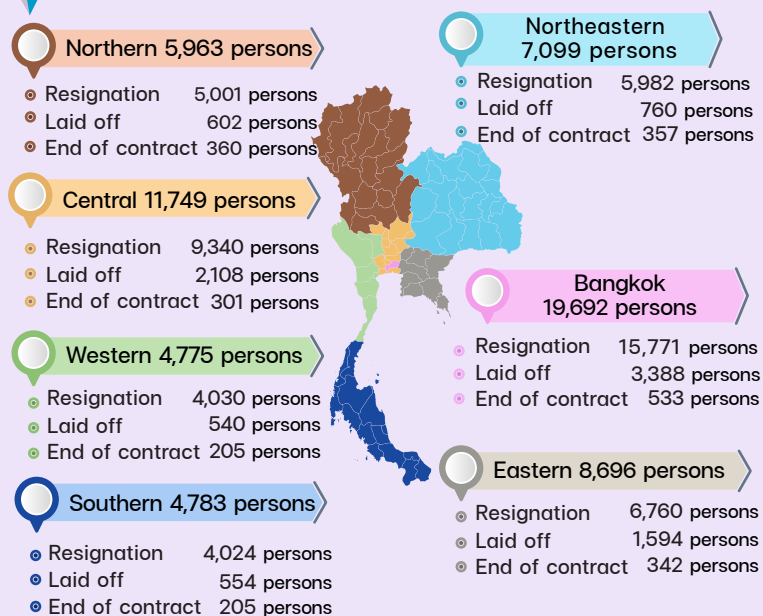 Northern 5,963 persons
Resignation 5,001 persons
Laid off 602 persons
End of contract 360 persons
Central 11,749 persons
Resignation 9,340 persons
Laid off 2,108 persons
End of contract 301 persons
Western 4,775 persons
Resignation 4,030 persons
Laid off 540 persons
End of contract 205 persons
Southern 4,783 persons
Resignation 4,024 persons
Laid off 554 persons
End of contract 205 persons
Northeastern
7,099 persons
Resignation 5,982 persons
Laid off 760 persons
End of contract 357 persons
Bangkok
19,692 persons
Resignation 15,771 persons
Laid off 3,388 persons
End of contract 533 persons
Eastern 8,696 persons
Resignation 6,760 persons
Laid off 1,594 persons
End of contract 342 persons